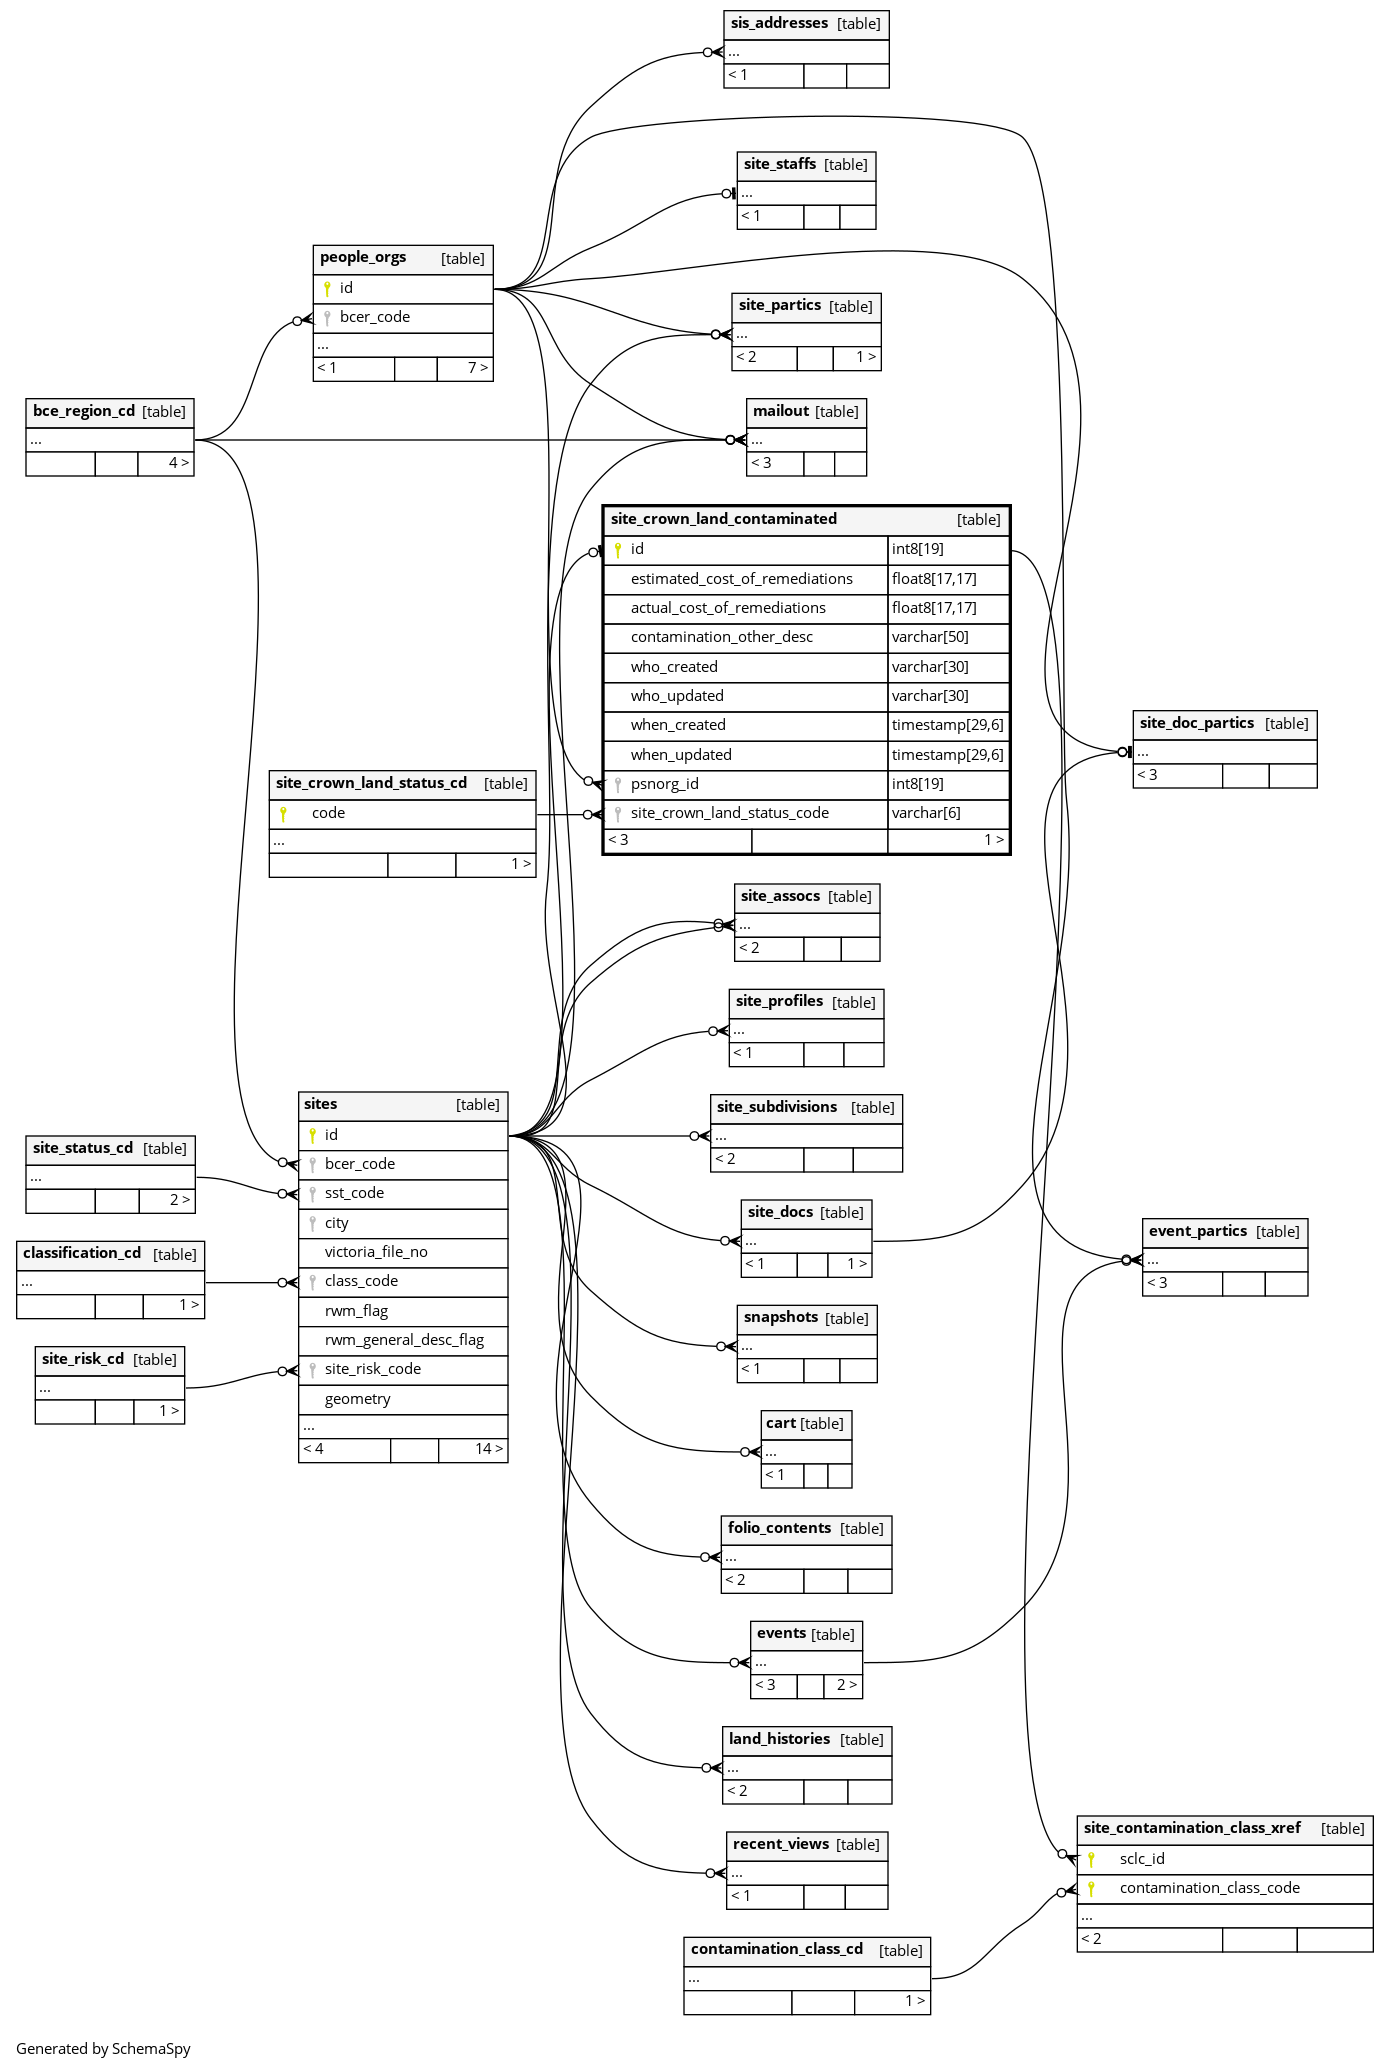 sis_addresses [table]
...
< 1
site_staffs [table]
...
< 1
people_orgs [table]
id
bcer_code
...
< 1 7 >
site_partics [table]
...
< 2 1 >
bce_region_cd [table]
...
4 >
mailout [table]
...
< 3
site_crown_land_contaminated [table]
id int8[19]
estimated_cost_of_remediations float8[17,17]
actual_cost_of_remediations float8[17,17]
contamination_other_desc varchar[50]
who_created varchar[30]
who_updated varchar[30]
when_created timestamp[29,6]
when_updated timestamp[29,6]
psnorg_id int8[19]
site_crown_land_status_code varchar[6]
< 3 1 >
site_doc_partics [table]
...
< 3
site_crown_land_status_cd [table]
code
...
1 >
site_assocs [table]
...
< 2
site_profiles [table]
...
< 1
sites [table]
id
bcer_code
sst_code
city
victoria_file_no
class_code
rwm_flag
rwm_general_desc_flag
site_risk_code
geometry
...
< 4 14 >
site_subdivisions [table]
...
< 2
site_status_cd [table]
...
2 >
site_docs [table]
...
< 1 1 >
event_partics [table]
...
< 3
classification_cd [table]
...
1 >
snapshots [table]
...
< 1
site_risk_cd [table]
...
1 >
cart [table]
...
< 1
folio_contents [table]
...
< 2
events [table]
...
< 3 2 >
land_histories [table]
...
< 2
recent_views [table]
...
< 1
site_contamination_class_xref [table]
sclc_id
contamination_class_code
...
< 2
contamination_class_cd [table]
...
1 >
Generated by SchemaSpy